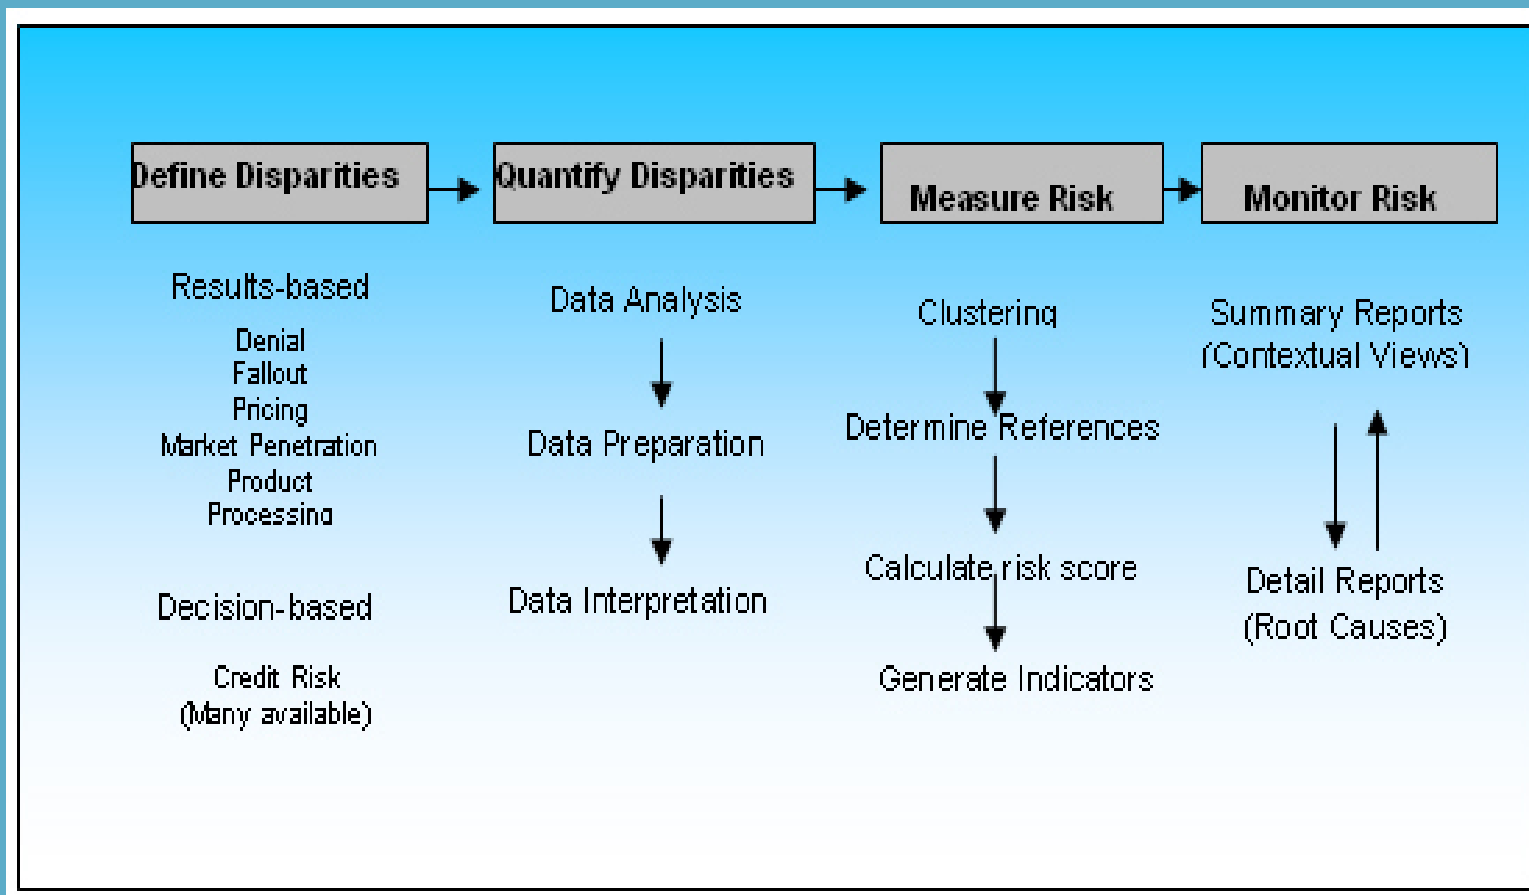 Define Disparities
Quantify Disparities
Measure Risk
Monitor Risk
Results-based
Denial
Fallout
Pricing
Market Penetration
Product
Processing
Decision-based
Credit Risk
(Many available)
Data Analysis
Data Preparation
Data Interpretation
Clustering
Determine References
Calculate risk score
Generate Indicators
Summary Reports
(Contextual Views)
Detail Reports
(Root Causes)